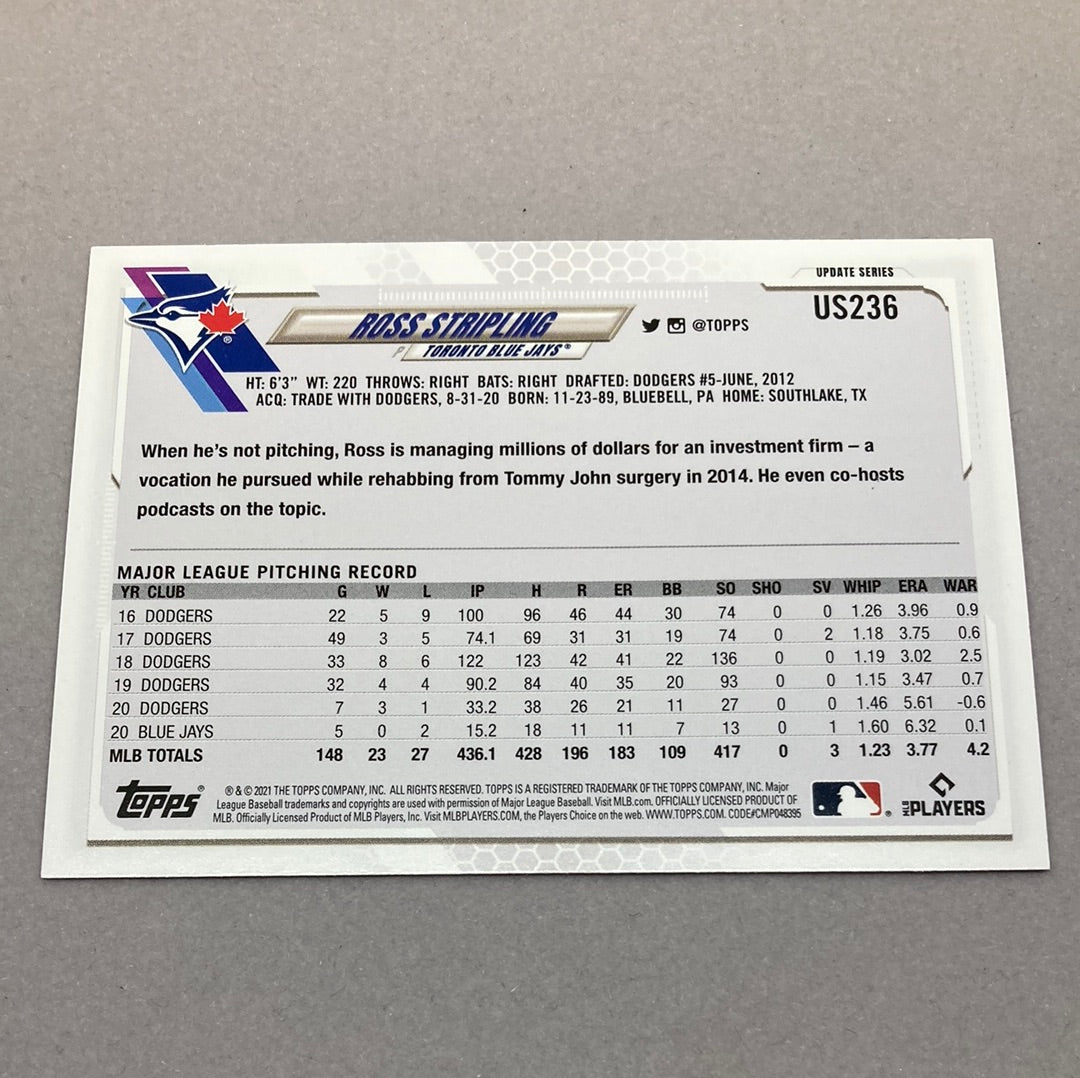 UPDATE SERIES
US236
ROSS STRIPLING
@TOPPS
P TORONTO BLUE JAYS®
HT: 6'3" WT: 220 THROWS: RIGHT BATS: RIGHT DRAFTED: DODGERS #5-JUNE, 2012
ACQ: TRADE WITH DODGERS, 8-31-20 BORN: 11-23-89, BLUEBELL, PA HOME: SOUTHLAKE, TX
When he's not pitching, Ross is managing millions of dollars for an investment firm – a
vocation he pursued while rehabbing from Tommy John surgery in 2014. He even co-hosts
podcasts on the topic.
MAJOR LEAGUE PITCHING RECORD
YR CLUB G W L IP H R ER BB SO SHO SV WHIP ERA WAR
16 DODGERS 22 5 9 100 96 46 44 30 74 0 0 1.26 3.96 0.9
17 DODGERS 49 3 5 74.1 69 31 31 19 74 0 2 1.18 3.75 0.6
18 DODGERS 33 8 6 122 123 42 41 22 136 0 0 1.19 3.02 2.5
19 DODGERS 32 4 4 90.2 84 40 35 20 93 0 0 1.15 3.47 0.7
20 DODGERS 7 3 1 33.2 38 26 21 11 27 0 0 1.46 5.61 -0.6
20 BLUE JAYS 5 0 2 15.2 18 11 11 7 13 0 1 1.60 6.32 0.1
MLB TOTALS 148 23 27 436.1 428 196 183 109 417 0 3 1.23 3.77 4.2
topps®
® & © 2021 THE TOPPS COMPANY, INC. ALL RIGHTS RESERVED. TOPPS IS A REGISTERED TRADEMARK OF THE TOPPS COMPANY, INC. Major
League Baseball trademarks and copyrights are used with permission of Major League Baseball. Visit MLB.com. OFFICIALLY LICENSED PRODUCT OF
MLB. Officially Licensed Product of MLB Players, Inc. Visit MLBPLAYERS.COM, the Players Choice on the web. WWW.TOPPS.COM. CODE#CMP048395
MLB PLAYERS